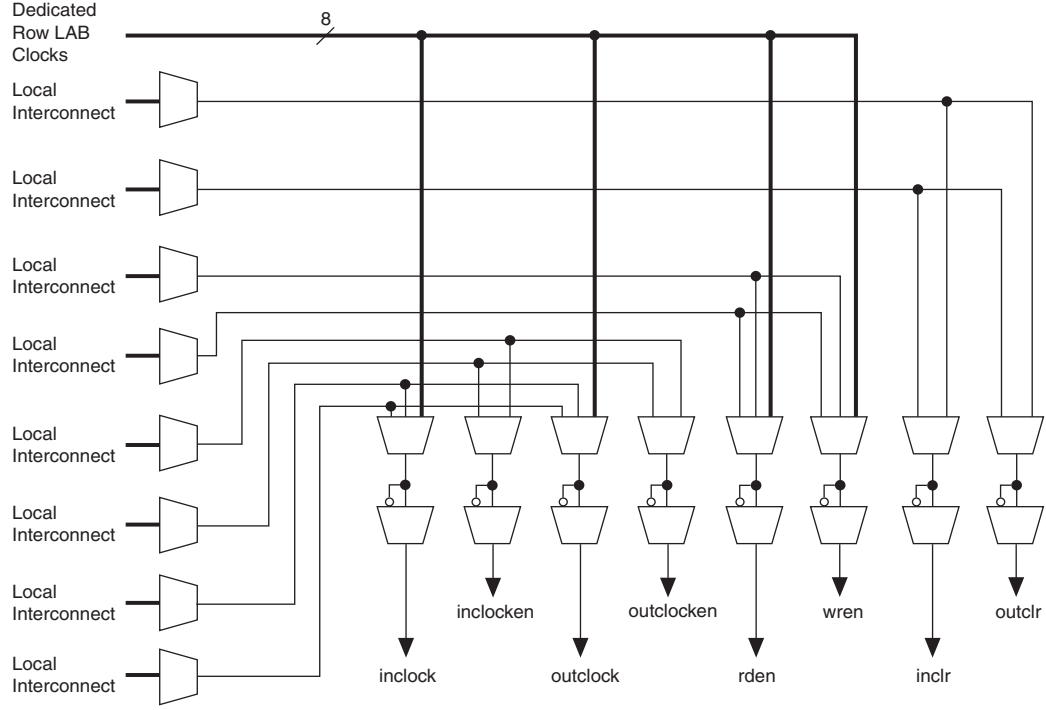 Dedicated
Row LAB
Clocks
8
Local
Interconnect
Local
Interconnect
Local
Interconnect
Local
Interconnect
Local
Interconnect
Local
Interconnect
Local
Interconnect
Local
Interconnect
inclocken
outclocken
wren
outclr
inclock
outclock
rden
inclr